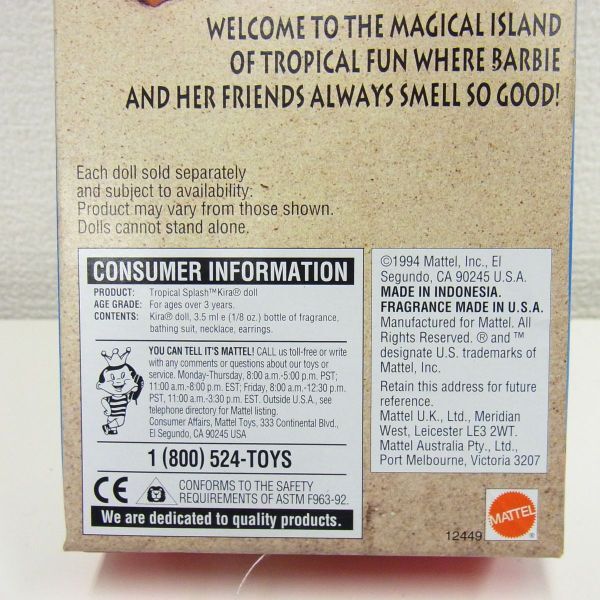 WELCOME TO THE MAGICAL ISLAND
OF TROPICAL FUN WHERE BARBIE
AND HER FRIENDS ALWAYS SMELL SO GOOD!
Each doll sold separately
and subject to availability.
Product may vary from those shown.
Dolls cannot stand alone.
CONSUMER INFORMATION
PRODUCT: Tropical Splash™Kira® doll
AGE GRADE: For ages over 3 years.
CONTENTS: Kira® doll, 3.5 ml e (1/8 oz.) bottle of fragrance,
bathing suit, necklace, earrings.
YOU CAN TELL IT'S MATTEL! CALL us toll-free or write
with any comments or questions about our toys or
service. Monday-Thursday, 8:00 a.m.-5:00 p.m. PST;
11:00 a.m.-8:00 p.m. EST; Friday, 8:00 a.m.-12:30 p.m.
PST, 11:00 a.m.-3:30 p.m. EST. Outside U.S.A., see
telephone directory for Mattel listing.
Consumer Affairs, Mattel Toys, 333 Continental Blvd.,
El Segundo, CA 90245 USA
1 (800) 524-TOYS
CE
CONFORMS TO THE SAFETY
REQUIREMENTS OF ASTM F963-92.
We are dedicated to quality products.
©1994 Mattel, Inc., El
Segundo, CA 90245 U.S.A.
MADE IN INDONESIA.
FRAGRANCE MADE IN U.S.A.
Manufactured for Mattel. All
Rights Reserved. ® and ™
designate U.S. trademarks of
Mattel, Inc.
Retain this address for future
reference.
Mattel U.K., Ltd., Meridian
West, Leicester LE3 2WT.
Mattel Australia Pty., Ltd.,
Port Melbourne, Victoria 3207
12449
MATTEL
®